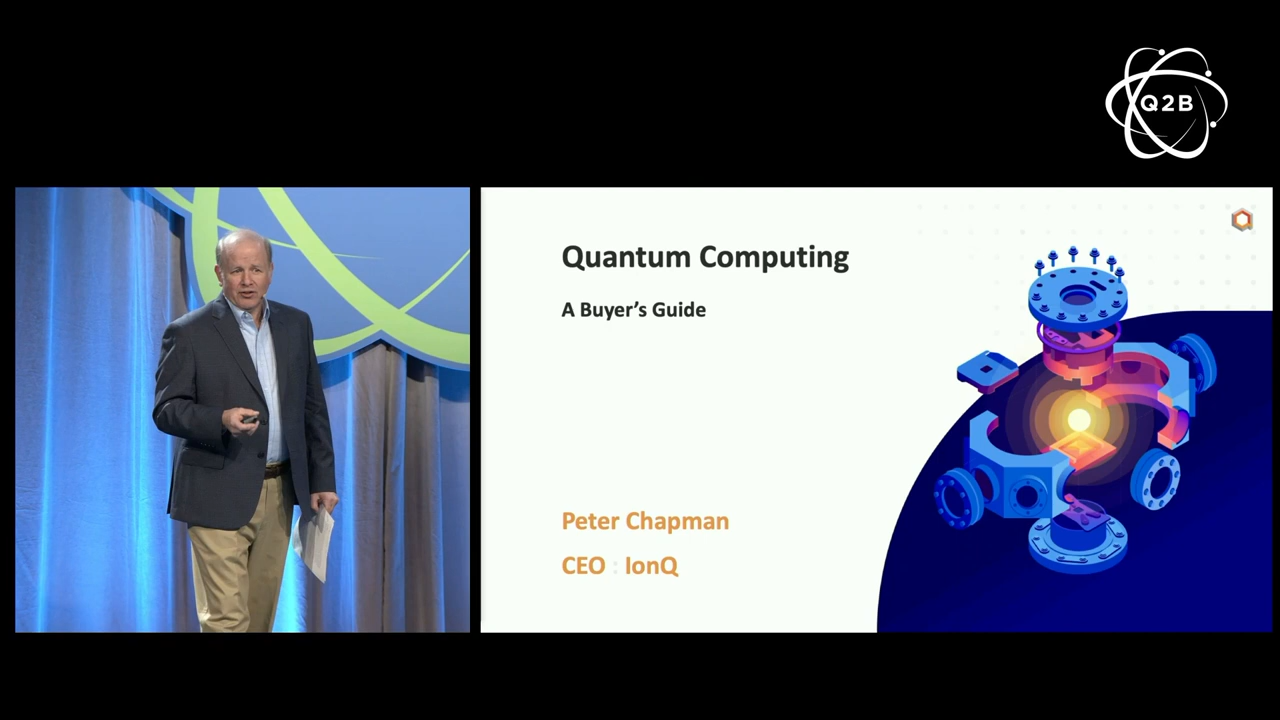 Q2B
Quantum Computing
A Buyer’s Guide
Peter Chapman
CEO : IonQ